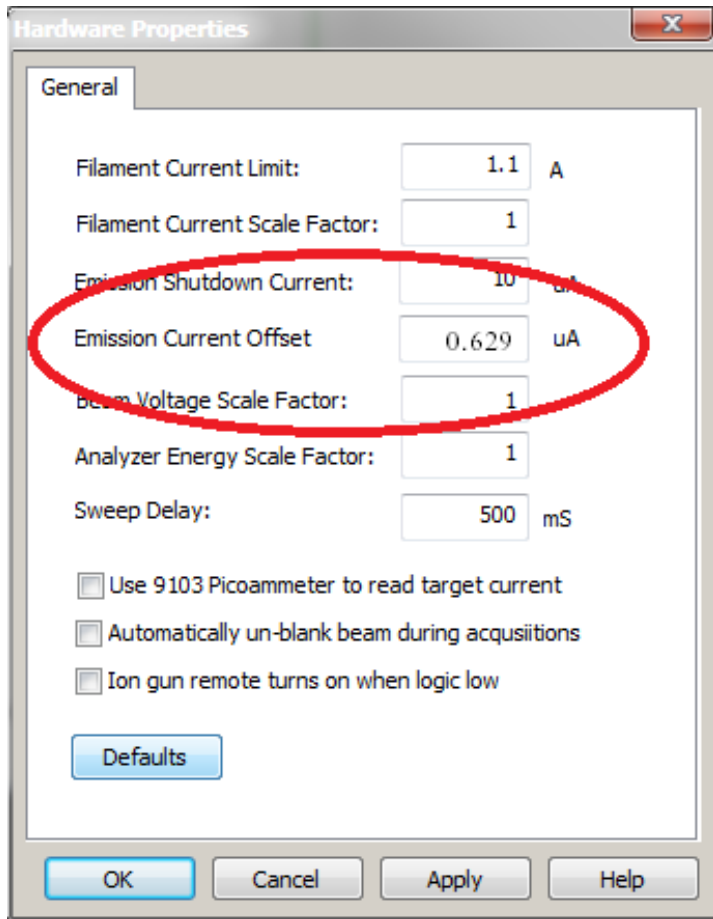 Hardware Properties
General
Filament Current Limit: 1.1 A
Filament Current Scale Factor: 1
Emission Shutdown Current: 10 uA
Emission Current Offset 0.629 uA
Beam Voltage Scale Factor: 1
Analyzer Energy Scale Factor: 1
Sweep Delay: 500 mS
Use 9103 Picoammeter to read target current
Automatically un-blank beam during acqusiitions
Ion gun remote turns on when logic low
Defaults
OK Cancel Apply Help